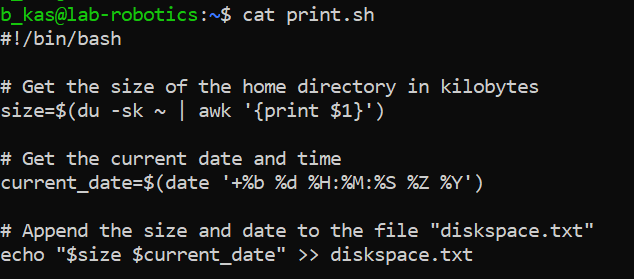 b_kas@lab-robotics:~$ cat print.sh
#!/bin/bash
# Get the size of the home directory in kilobytes
size=$(du -sk ~ | awk '{print $1}')
# Get the current date and time
current_date=$(date '+%b %d %H:%M:%S %Z %Y')
# Append the size and date to the file "diskspace.txt"
echo "$size $current_date" >> diskspace.txt